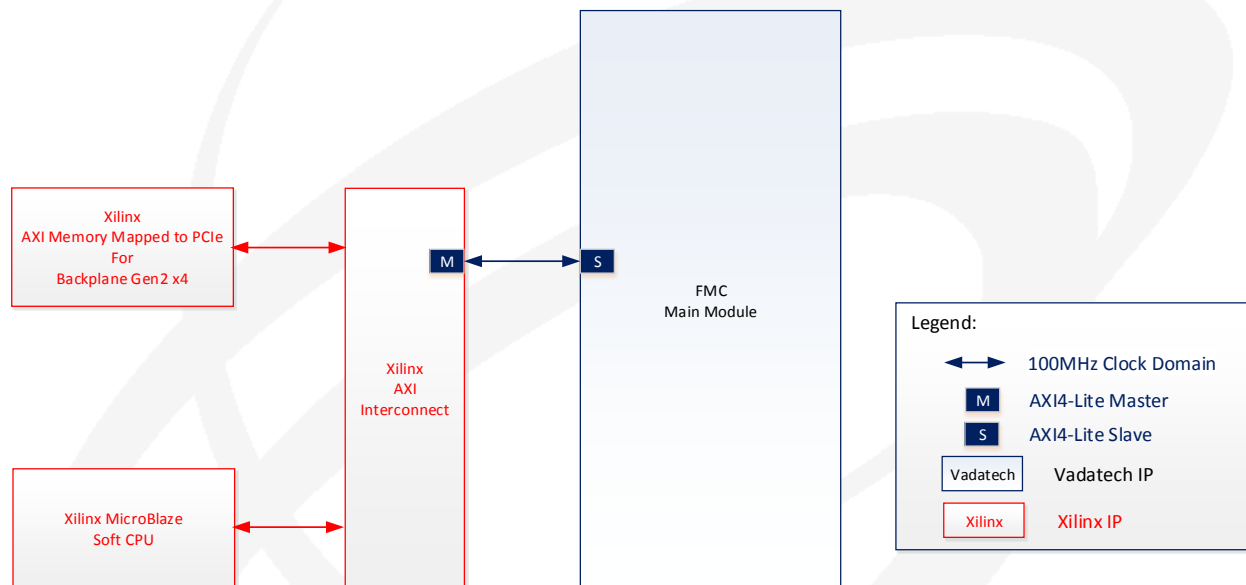 Xilinx
AXI Memory Mapped to PCIe
For
Backplane Gen2 x4
M
S
FMC
Main Module
Xilinx
AXI
Interconnect
Xilinx MicroBlaze
Soft CPU
Legend:
100MHz Clock Domain
M AXI4-Lite Master
S AXI4-Lite Slave
Vadatech Vadatech IP
Xilinx Xilinx IP